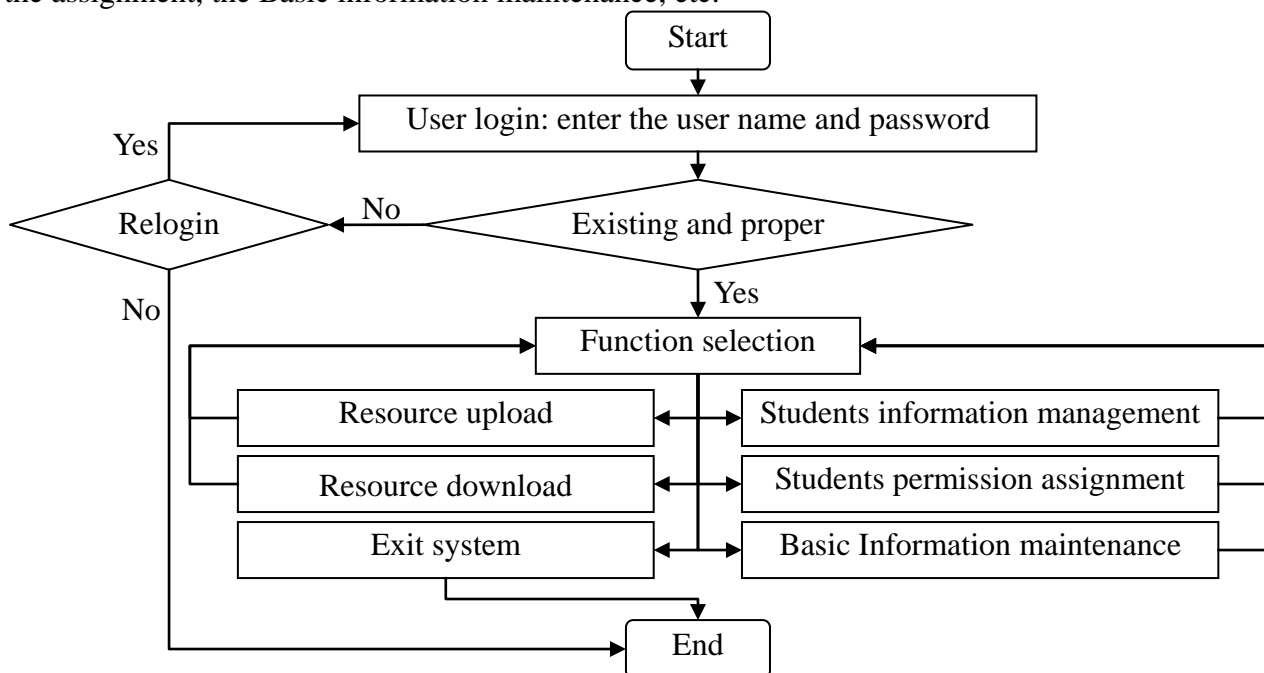 the assignment, the Basic information maintenance, etc.
Start
User login: enter the user name and password
Yes
Relogin
No
Existing and proper
No
Yes
Function selection
Resource upload
Students information management
Resource download
Students permission assignment
Exit system
Basic Information maintenance
End